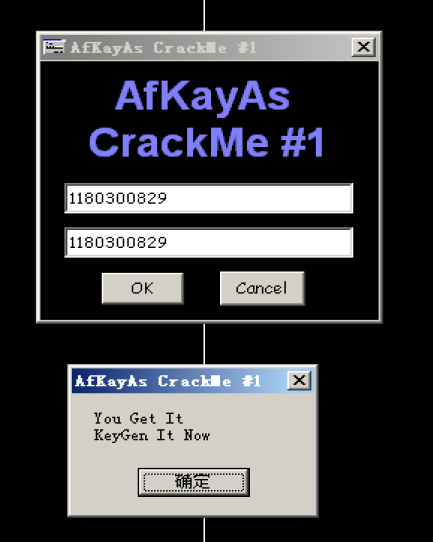 AfKayAs CrackMe #1
AfKayAs
CrackMe #1
1180300829
1180300829
OK
Cancel
AfKayAs CrackMe #1
You Get It
KeyGen It Now
确定